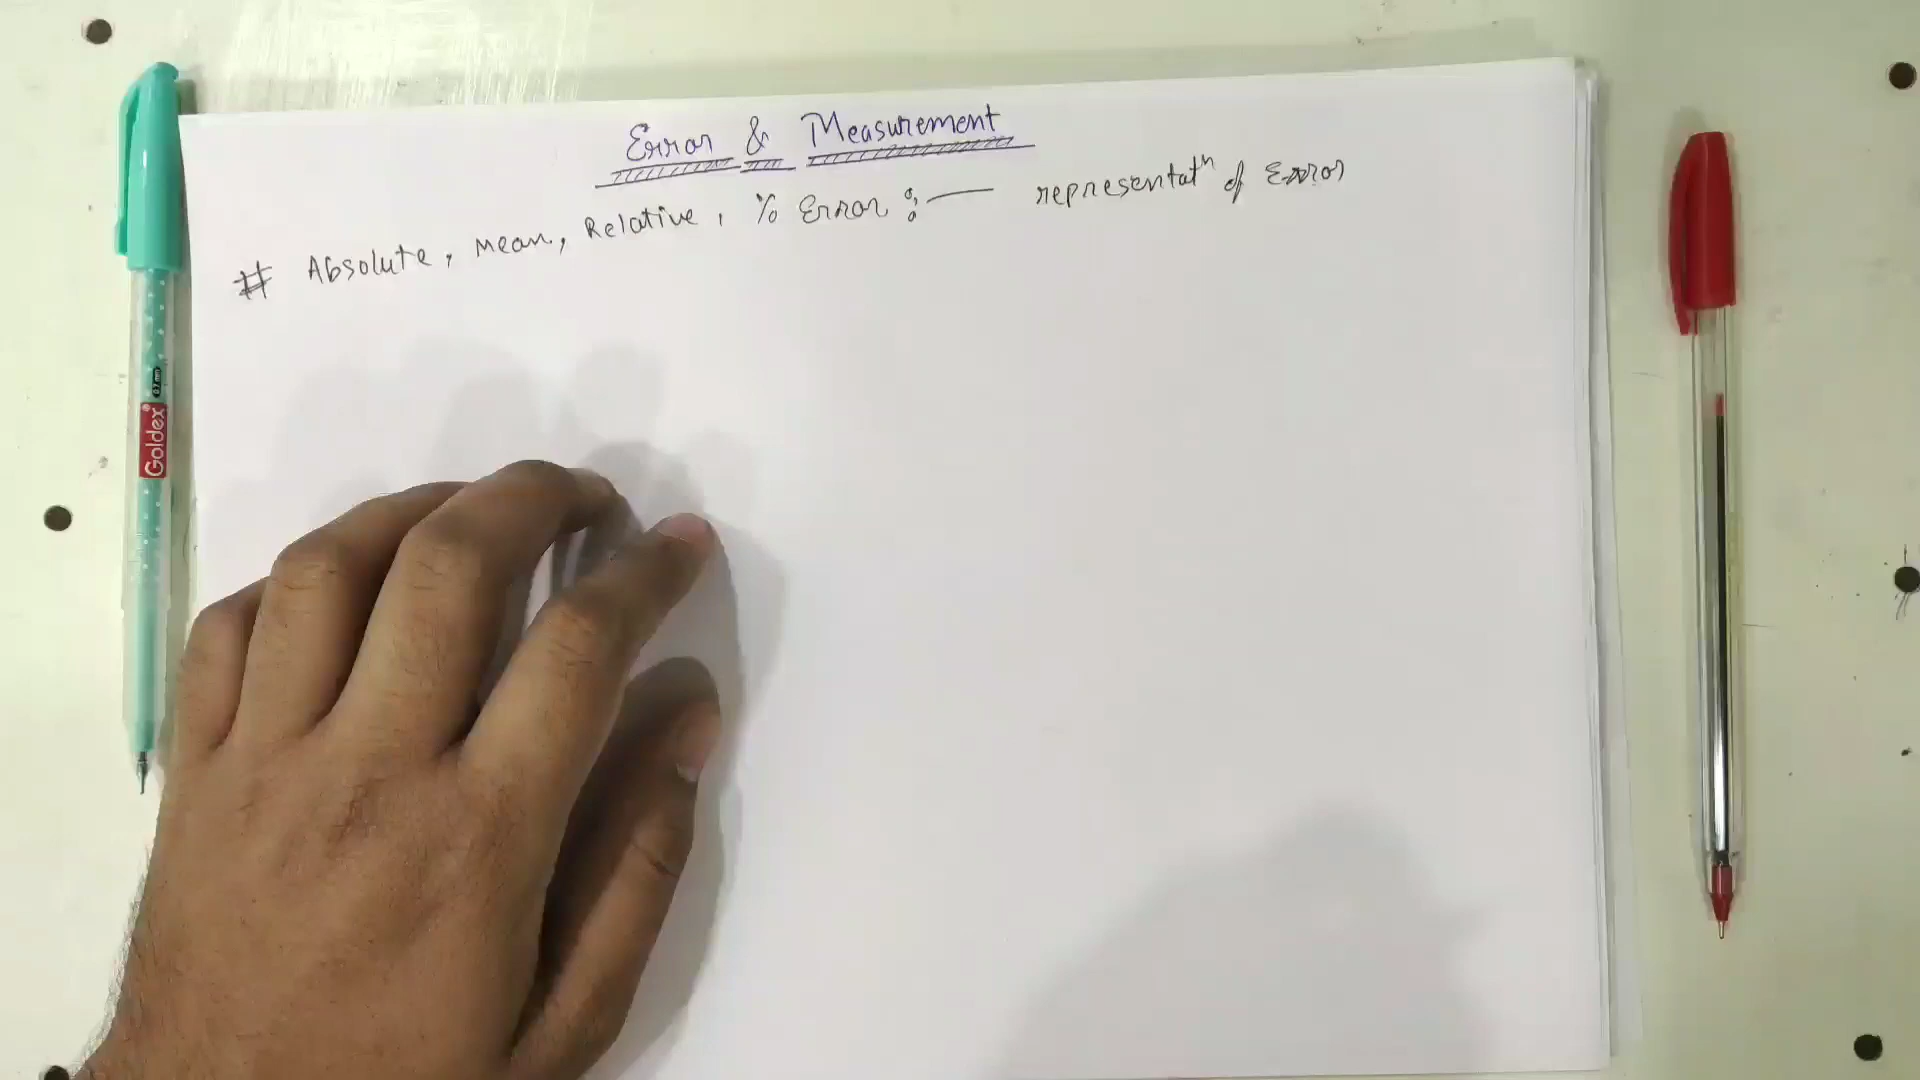 Error & Measurement
# Absolute, Mean, Relative, % Error :— representatⁿ of Error
Goldex